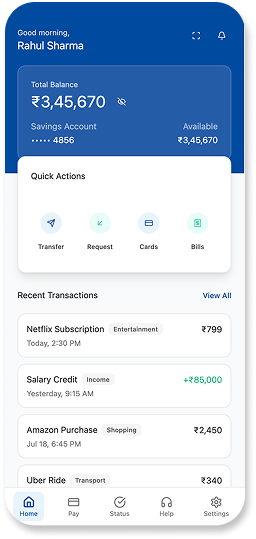 Good morning,
Rahul Sharma
Total Balance
₹3,45,670
Savings Account Available
····· 4856 ₹3,45,670
Quick Actions
Transfer Request Cards Bills
Recent Transactions View All
Netflix Subscription Entertainment ₹799
Today, 2:30 PM
Salary Credit Income +₹85,000
Yesterday, 9:15 AM
Amazon Purchase Shopping ₹2,450
Jul 18, 6:45 PM
Uber Ride Transport ₹340
Home Pay Status Help Settings